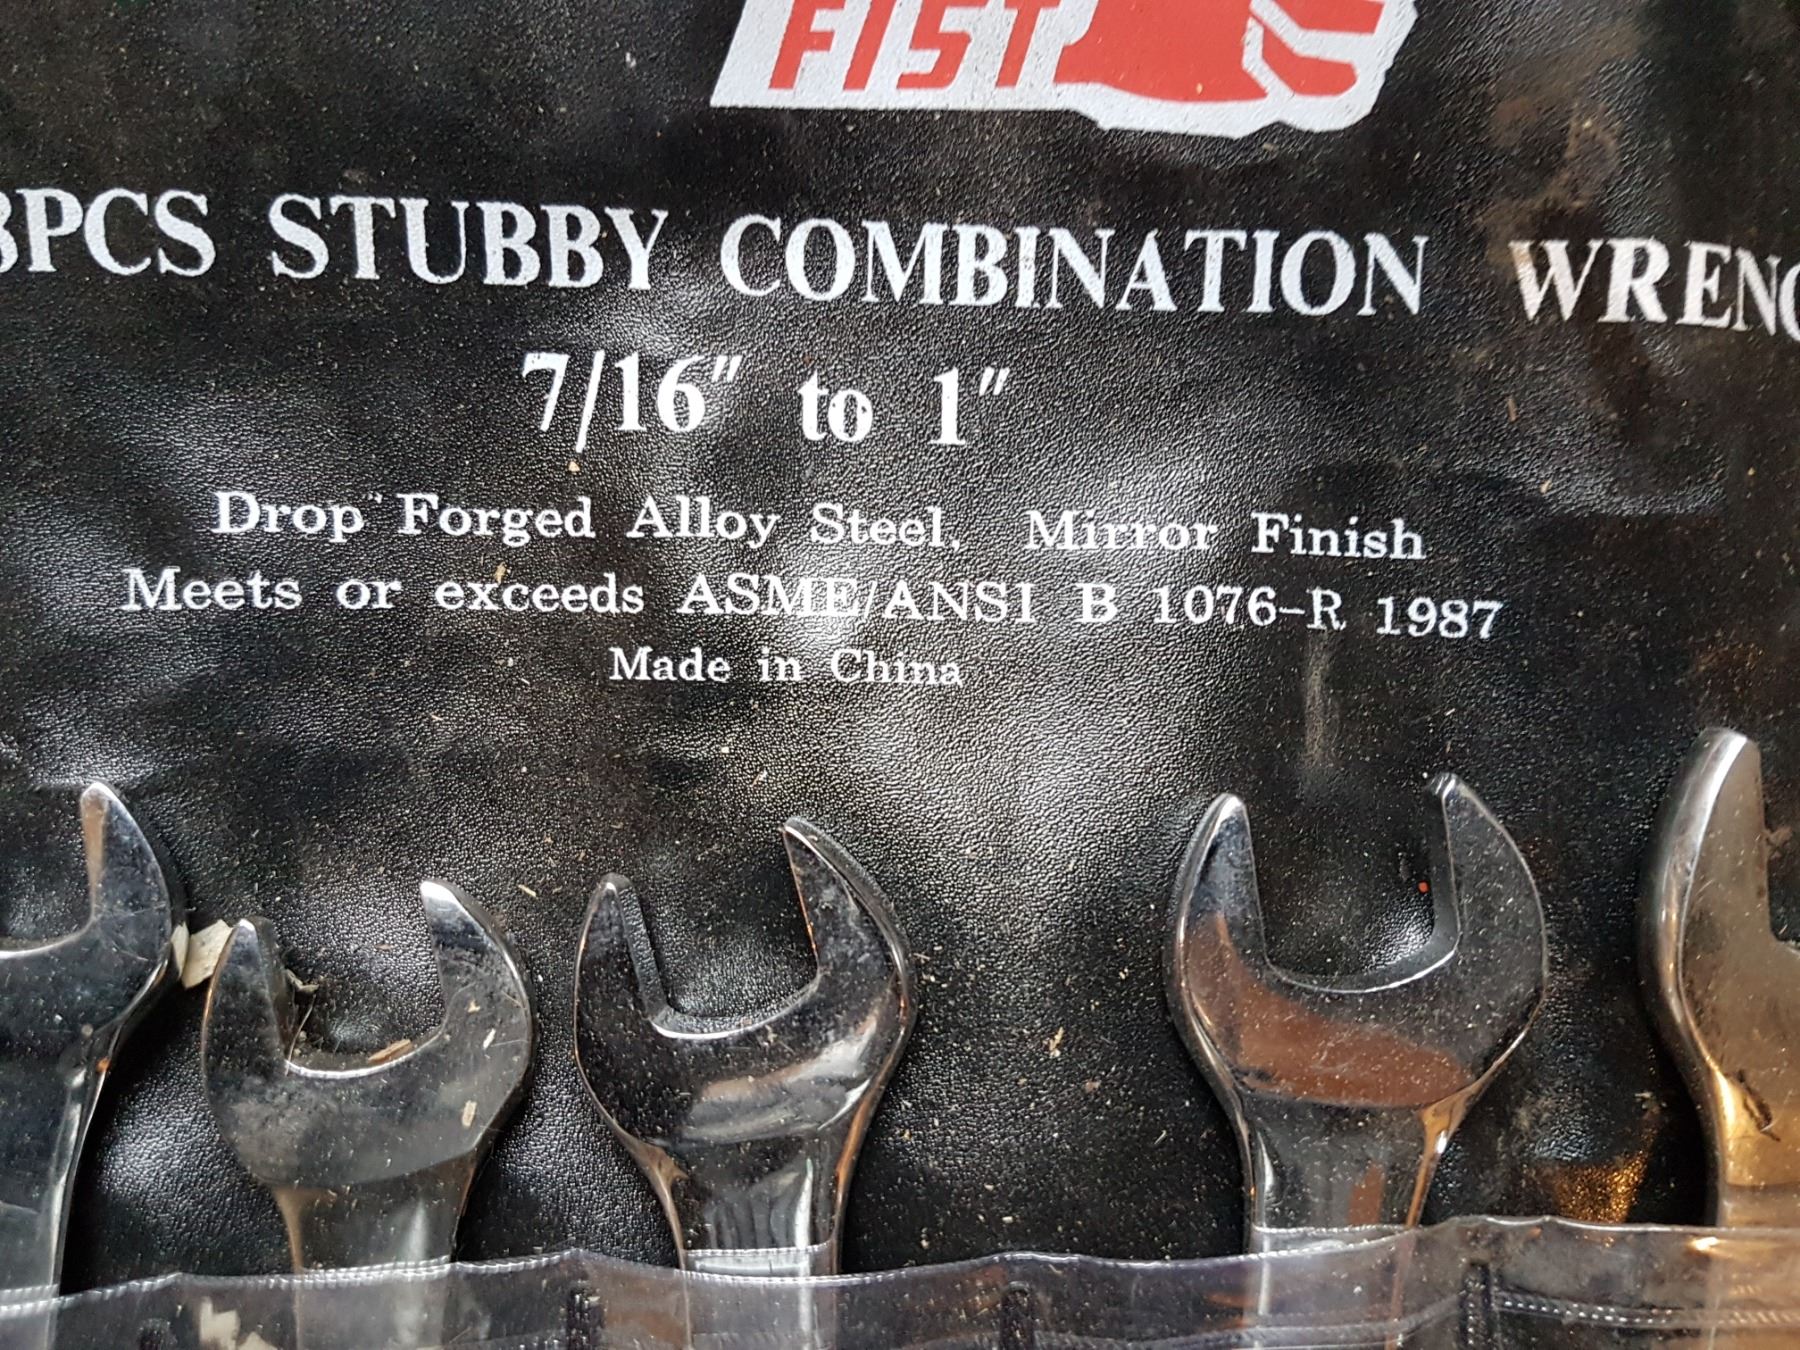 FIST
PCS STUBBY COMBINATION WRENC
7/16" to 1"
Drop Forged Alloy Steel, Mirror Finish
Meets or exceeds ASME/ANSI B 1076-R 1987
Made in China